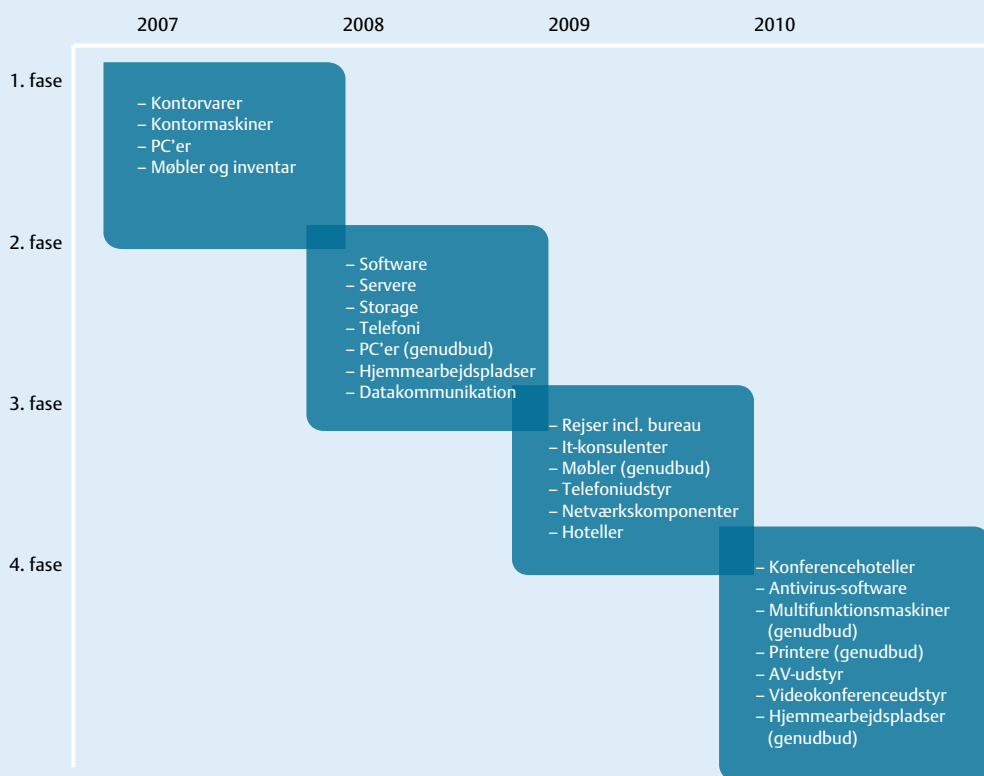 2007 2008 2009 2010
1. fase
– Kontorvarer
– Kontormaskiner
– PC’er
– Møbler og inventar
2. fase
– Software
– Servere
– Storage
– Telefoni
– PC’er (genudbud)
– Hjemmearbejdspladser
– Datakommunikation
3. fase
– Rejser incl. bureau
– It-konsulenter
– Møbler (genudbud)
– Telefoniudstyr
– Netværkskomponenter
– Hoteller
4. fase
– Konferencehoteller
– Antivirus-software
– Multifunktionsmaskiner
(genudbud)
– Printere (genudbud)
– AV-udstyr
– Videokonferenceudstyr
– Hjemmearbejdspladser
(genudbud)